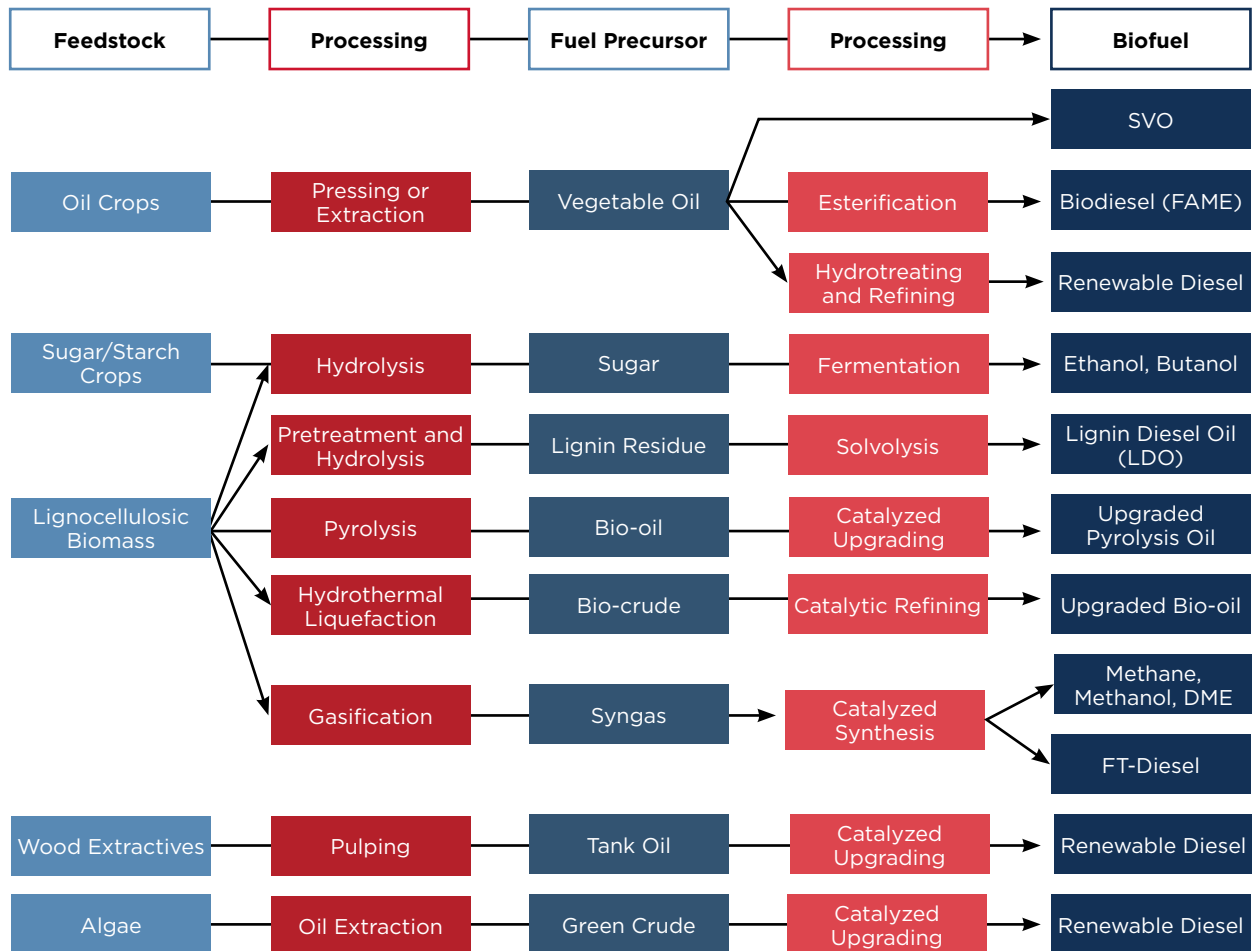 Feedstock
Processing
Fuel Precursor
Processing
Biofuel
SVO
Oil Crops
Pressing or
Extraction
Vegetable Oil
Esterification
Biodiesel (FAME)
Hydrotreating
and Refining
Renewable Diesel
Sugar/Starch
Crops
Hydrolysis
Sugar
Fermentation
Ethanol, Butanol
Pretreatment and
Hydrolysis
Lignin Residue
Solvolysis
Lignin Diesel Oil
(LDO)
Lignocellulosic
Biomass
Pyrolysis
Bio-oil
Catalyzed
Upgrading
Upgraded
Pyrolysis Oil
Hydrothermal
Liquefaction
Bio-crude
Catalytic Refining
Upgraded Bio-oil
Gasification
Syngas
Catalyzed
Synthesis
Methane,
Methanol, DME
FT-Diesel
Wood Extractives
Pulping
Tank Oil
Catalyzed
Upgrading
Renewable Diesel
Algae
Oil Extraction
Green Crude
Catalyzed
Upgrading
Renewable Diesel